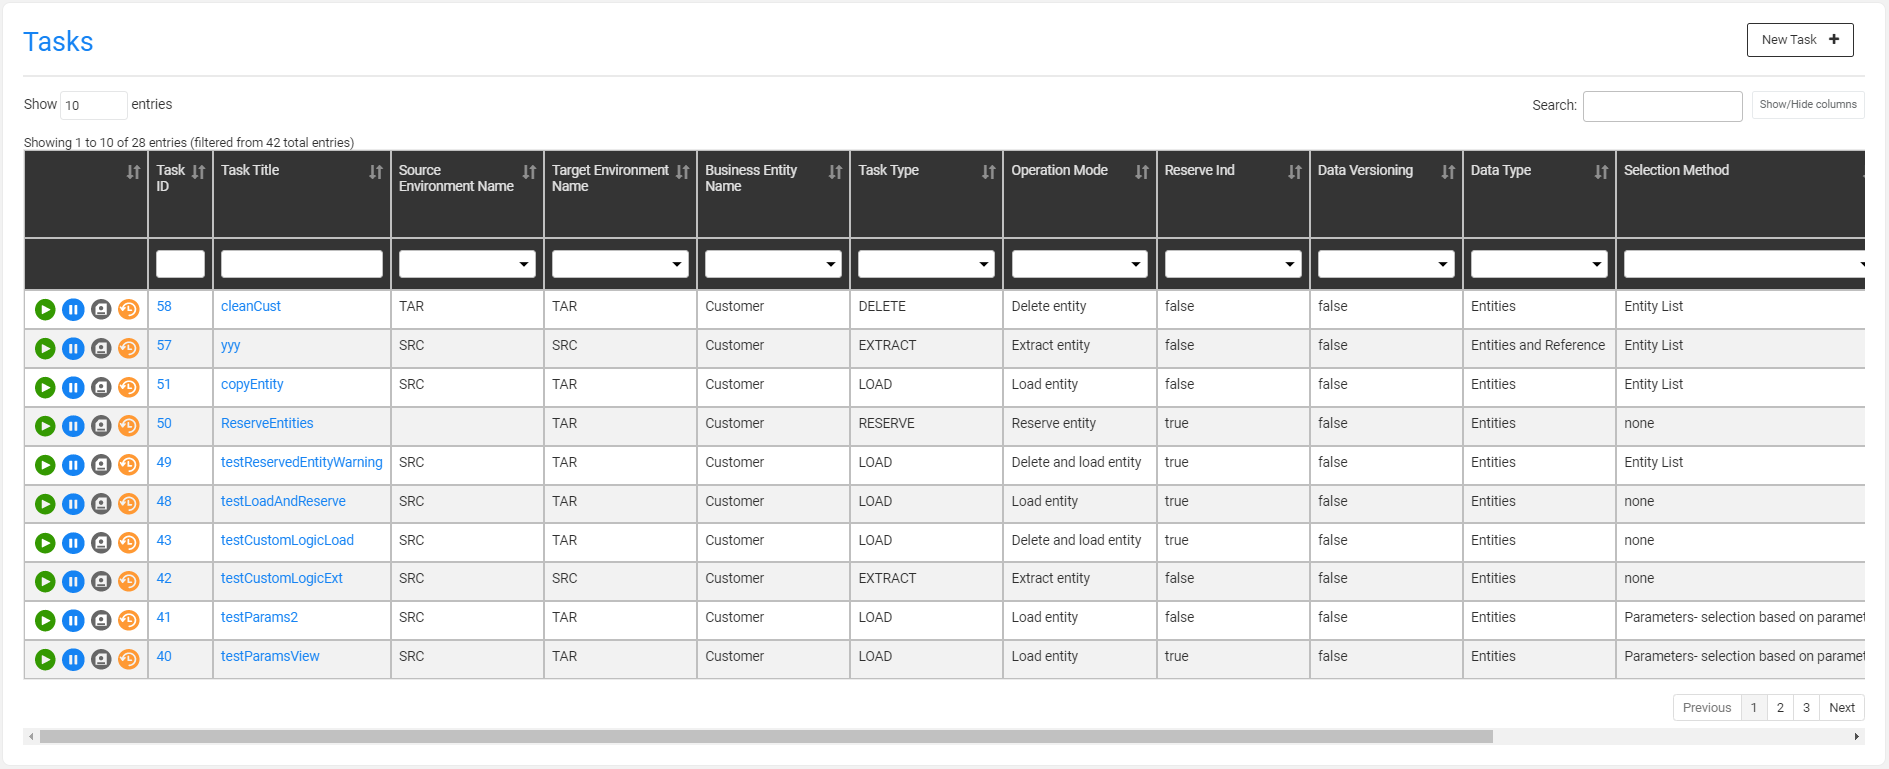 Tasks
New Task +
Show 10 entries
Search: Show/Hide columns
Showing 1 to 10 of 28 entries (filtered from 42 total entries)
Task ID Task Title Source Environment Name Target Environment Name Business Entity Name Task Type Operation Mode Reserve Ind Data Versioning Data Type Selection Method
58 cleanCust TAR TAR Customer DELETE Delete entity false false Entities Entity List
57 yyy SRC SRC Customer EXTRACT Extract entity false false Entities and Reference Entity List
51 copyEntity SRC TAR Customer LOAD Load entity false false Entities Entity List
50 ReserveEntities TAR Customer RESERVE Reserve entity true false Entities none
49 testReservedEntityWarning SRC TAR Customer LOAD Delete and load entity true false Entities Entity List
48 testLoadAndReserve SRC TAR Customer LOAD Load entity true false Entities none
43 testCustomLogicLoad SRC TAR Customer LOAD Delete and load entity true false Entities none
42 testCustomLogicExt SRC SRC Customer EXTRACT Extract entity false false Entities none
41 testParams2 SRC TAR Customer LOAD Load entity false false Entities Parameters- selection based on paramet
40 testParamsView SRC TAR Customer LOAD Load entity true false Entities Parameters- selection based on paramet
Previous 1 2 3 Next